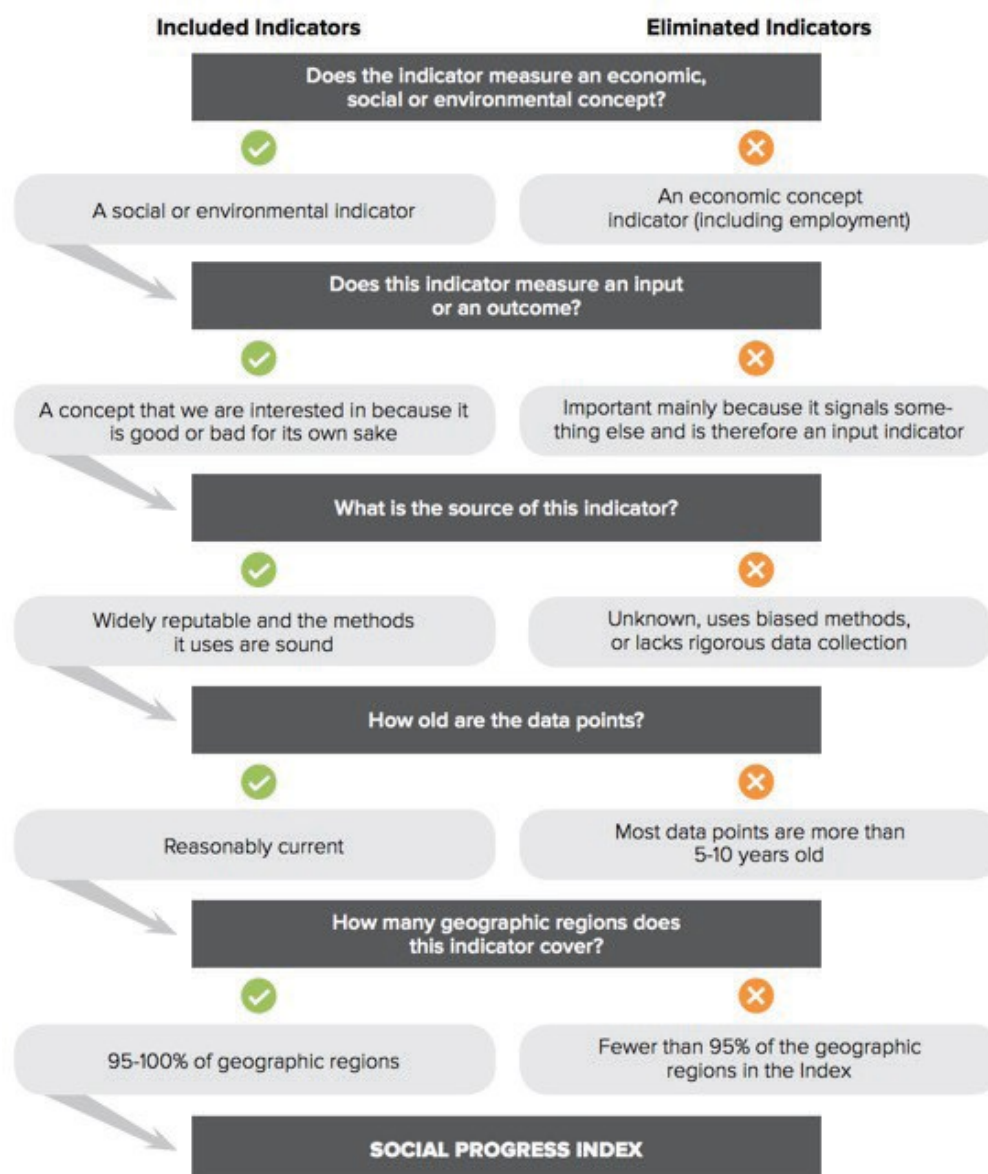 Included Indicators
Eliminated Indicators
Does the indicator measure an economic,
social or environmental concept?
A social or environmental indicator
An economic concept
indicator (including employment)
Does this indicator measure an input
or an outcome?
A concept that we are interested in because it
is good or bad for its own sake
Important mainly because it signals some-
thing else and is therefore an input indicator
What is the source of this indicator?
Widely reputable and the methods
it uses are sound
Unknown, uses biased methods,
or lacks rigorous data collection
How old are the data points?
Reasonably current
Most data points are more than
5-10 years old
How many geographic regions does
this indicator cover?
95-100% of geographic regions
Fewer than 95% of the geographic
regions in the Index
SOCIAL PROGRESS INDEX